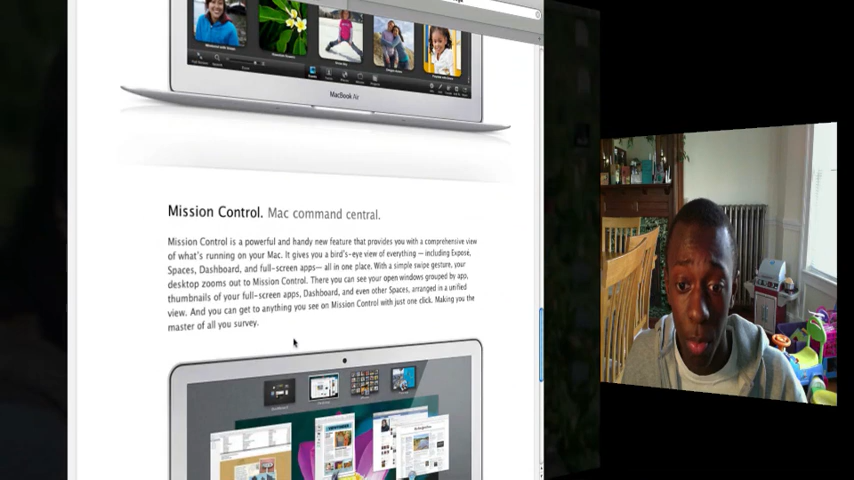 MacBook Air
Mission Control. Mac command central.
Mission Control is a powerful and handy new feature that provides you with a comprehensive view
of what's running on your Mac. It gives you a bird's-eye view of everything — including Expose,
Spaces, Dashboard, and full-screen apps— all in one place. With a simple swipe gesture, your
desktop zooms out to Mission Control. There you can see your open windows grouped by app,
thumbnails of your full-screen apps, Dashboard, and even other Spaces, arranged in a unified
view. And you can get to anything you see on Mission Control with just one click. Making you the
master of all you survey.